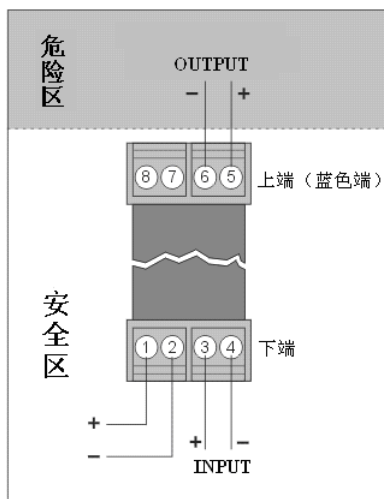 危险区
OUTPUT
− +
8 7 6 5 上端（蓝色端）
安全区
1 2 3 4 下端
+
−
+ −
INPUT